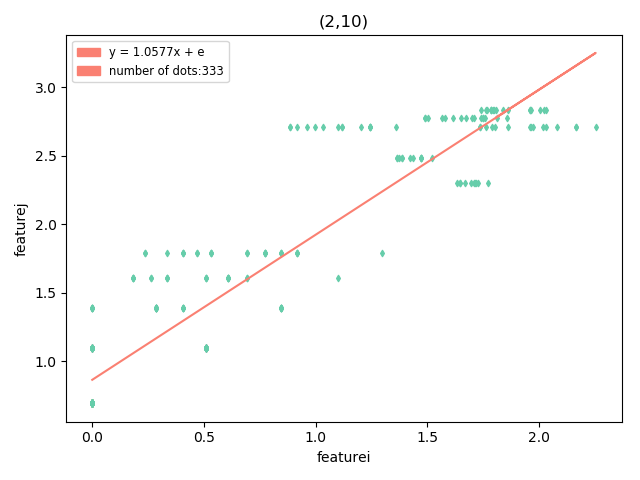 (2,10)
y = 1.0577x + e
number of dots:333
3.0
2.5
2.0
1.5
1.0
featurej
0.0 0.5 1.0 1.5 2.0
featurei